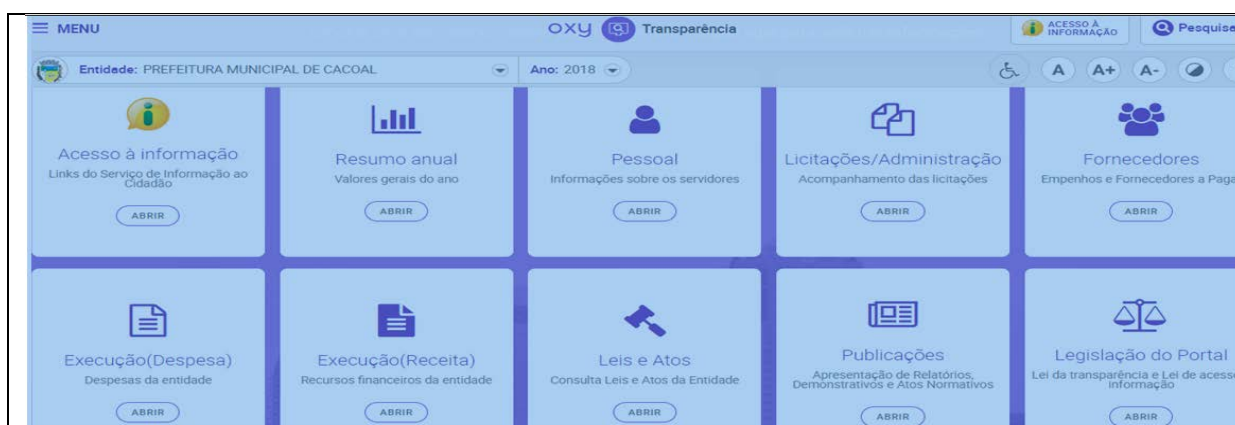 MENU
oxy Transparência
ACESSO À
INFORMAÇÃO
Pesquise
Entidade: PREFEITURA MUNICIPAL DE CACOAL
Ano: 2018
A A+ A-
Acesso à informação
Links do Serviço de Informação ao
Cidadão
ABRIR
Resumo anual
Valores gerais do ano
ABRIR
Pessoal
Informações sobre os servidores
ABRIR
Licitações/Administração
Acompanhamento das licitações
ABRIR
Fornecedores
Empenhos e Fornecedores a Paga
ABRIR
Execução(Despesa)
Despesas da entidade
ABRIR
Execução(Receita)
Recursos financeiros da entidade
ABRIR
Leis e Atos
Consulta Leis e Atos da Entidade
ABRIR
Publicações
Apresentação de Relatórios,
Demonstrativos e Atos Normativos
ABRIR
Legislação do Portal
Lei da transparência e Lei de acess
informação
ABRIR